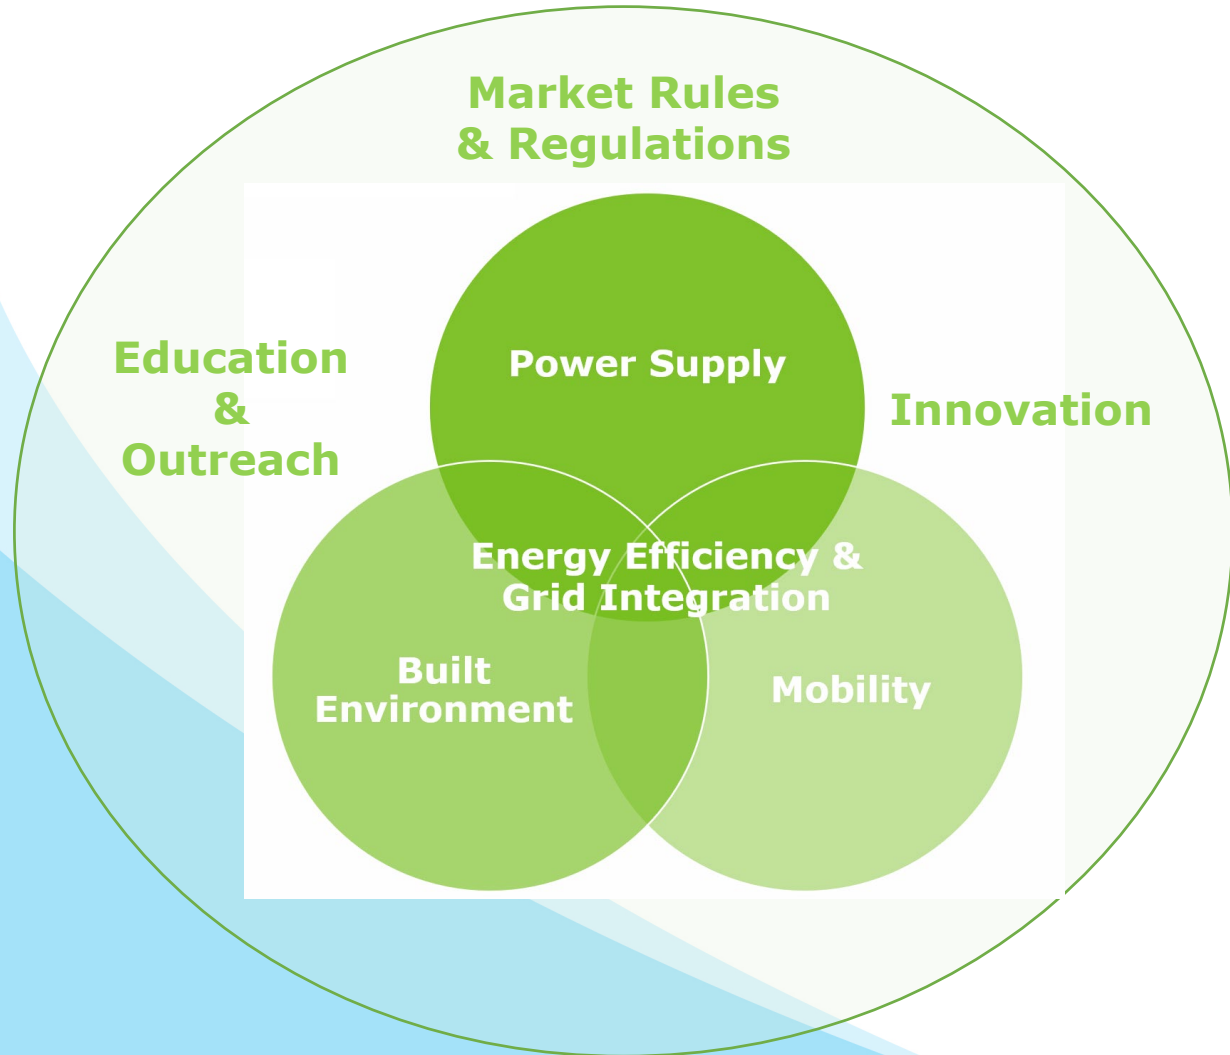 Market Rules
& Regulations
Education
&
Outreach
Power Supply
Innovation
Energy Efficiency &
Grid Integration
Built
Environment
Mobility